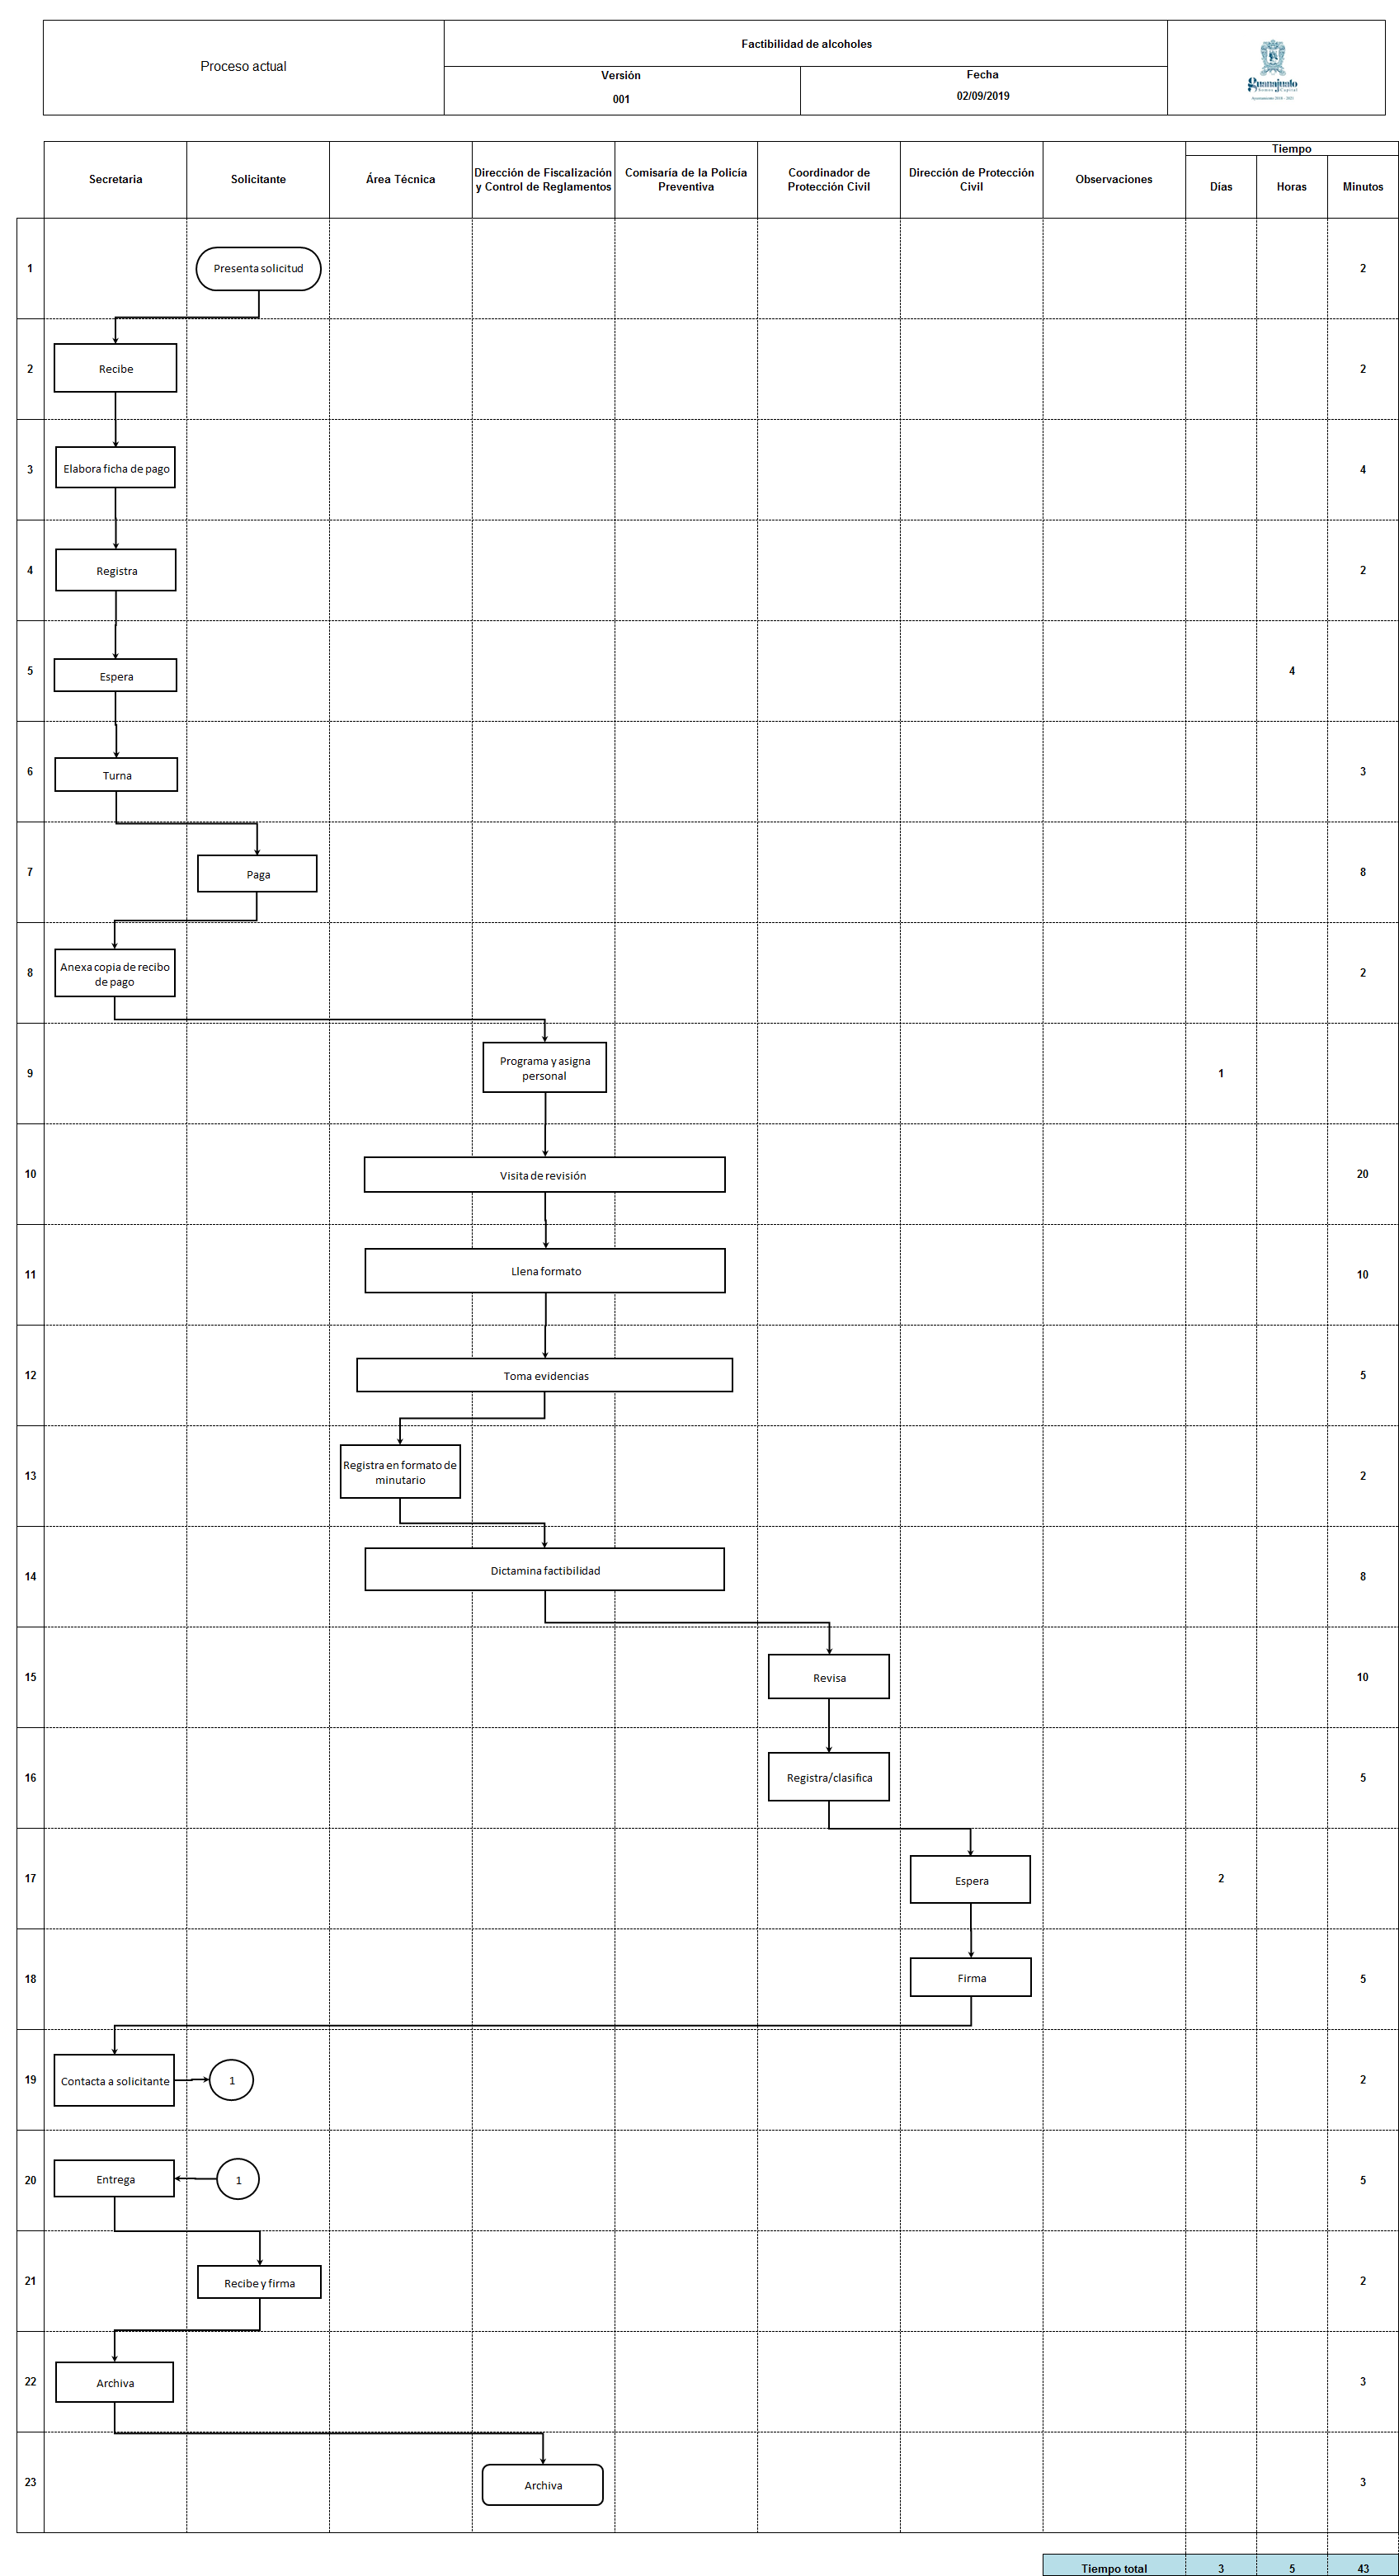 Proceso actual
Factibilidad de alcoholes
Versión
001
Fecha
02/09/2019
Guanajuato
Somos Capital
Ayuntamiento 2018 - 2021
Secretaria
Solicitante
Área Técnica
Dirección de Fiscalización
y Control de Reglamentos
Comisaría de la Policía
Preventiva
Coordinador de
Protección Civil
Dirección de Protección
Civil
Observaciones
Tiempo
Días
Horas
Minutos
1
Presenta solicitud
2
2
Recibe
2
3
Elabora ficha de pago
4
4
Registra
2
5
Espera
4
6
Turna
3
7
Paga
8
8
Anexa copia de recibo
de pago
2
9
Programa y asigna
personal
1
10
Visita de revisión
20
11
Llena formato
10
12
Toma evidencias
5
13
Registra en formato de
minutario
2
14
Dictamina factibilidad
8
15
Revisa
10
16
Registra/clasifica
5
17
Espera
2
18
Firma
5
19
Contacta a solicitante
1
2
20
Entrega
1
5
21
Recibe y firma
2
22
Archiva
3
23
Archiva
3
Tiempo total
3
5
43